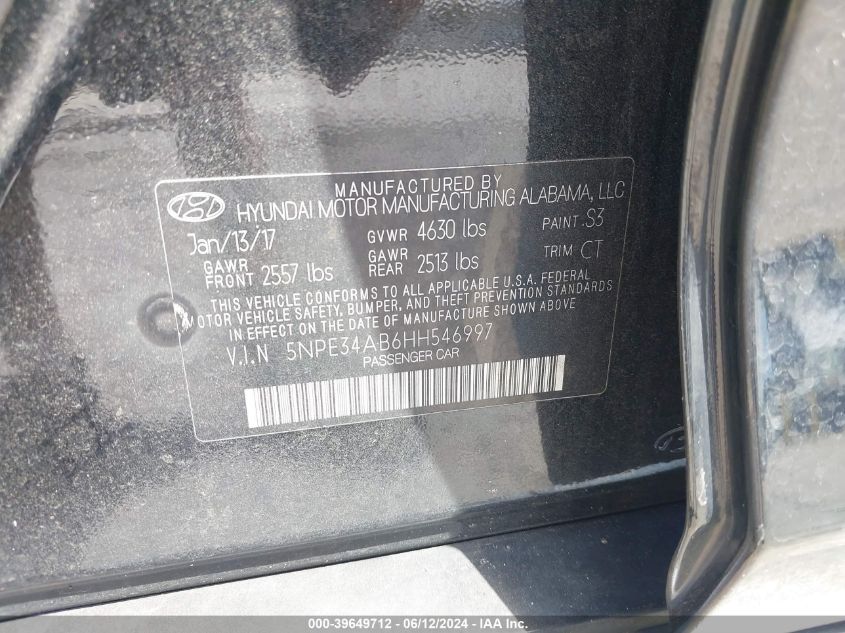 MANUFACTURED BY
HYUNDAI MOTOR MANUFACTURING ALABAMA, LLC
Jan/13/17 GVWR 4630 lbs PAINT S3
GAWR FRONT 2557 lbs GAWR REAR 2513 lbs TRIM CT
THIS VEHICLE CONFORMS TO ALL APPLICABLE U.S.A. FEDERAL
MOTOR VEHICLE SAFETY, BUMPER, AND THEFT PREVENTION STANDARDS
IN EFFECT ON THE DATE OF MANUFACTURE SHOWN ABOVE
V.I.N 5NPE34AB6HH546997
PASSENGER CAR
000-39649712 - 06/12/2024 - IAA Inc.